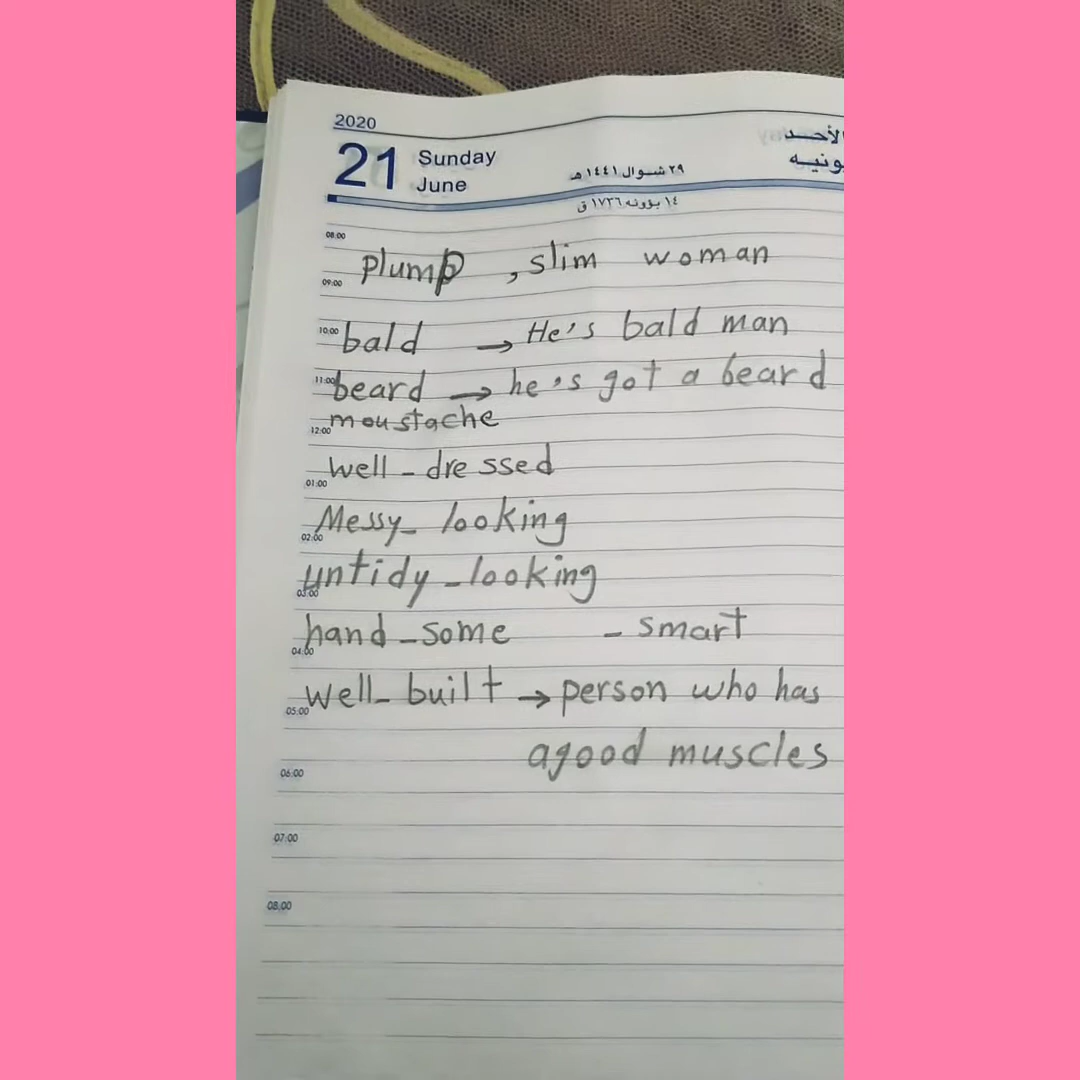 2020
21 Sunday
June
الأحد
يونيه
٢٩ شوال ١٤٤١ هـ
١٤ بؤونه ١٧٣٦ ق
08:00
plump , slim woman
09:00
10:00 bald → He's bald man
11:00 beard → he's got a beard
12:00 moustache
well - dressed
01:00
Messy - looking
02:00
untidy - looking
03:00
hand - some - smart
04:00
well - built → person who has
05:00
agood muscles
06:00
07:00
08:00